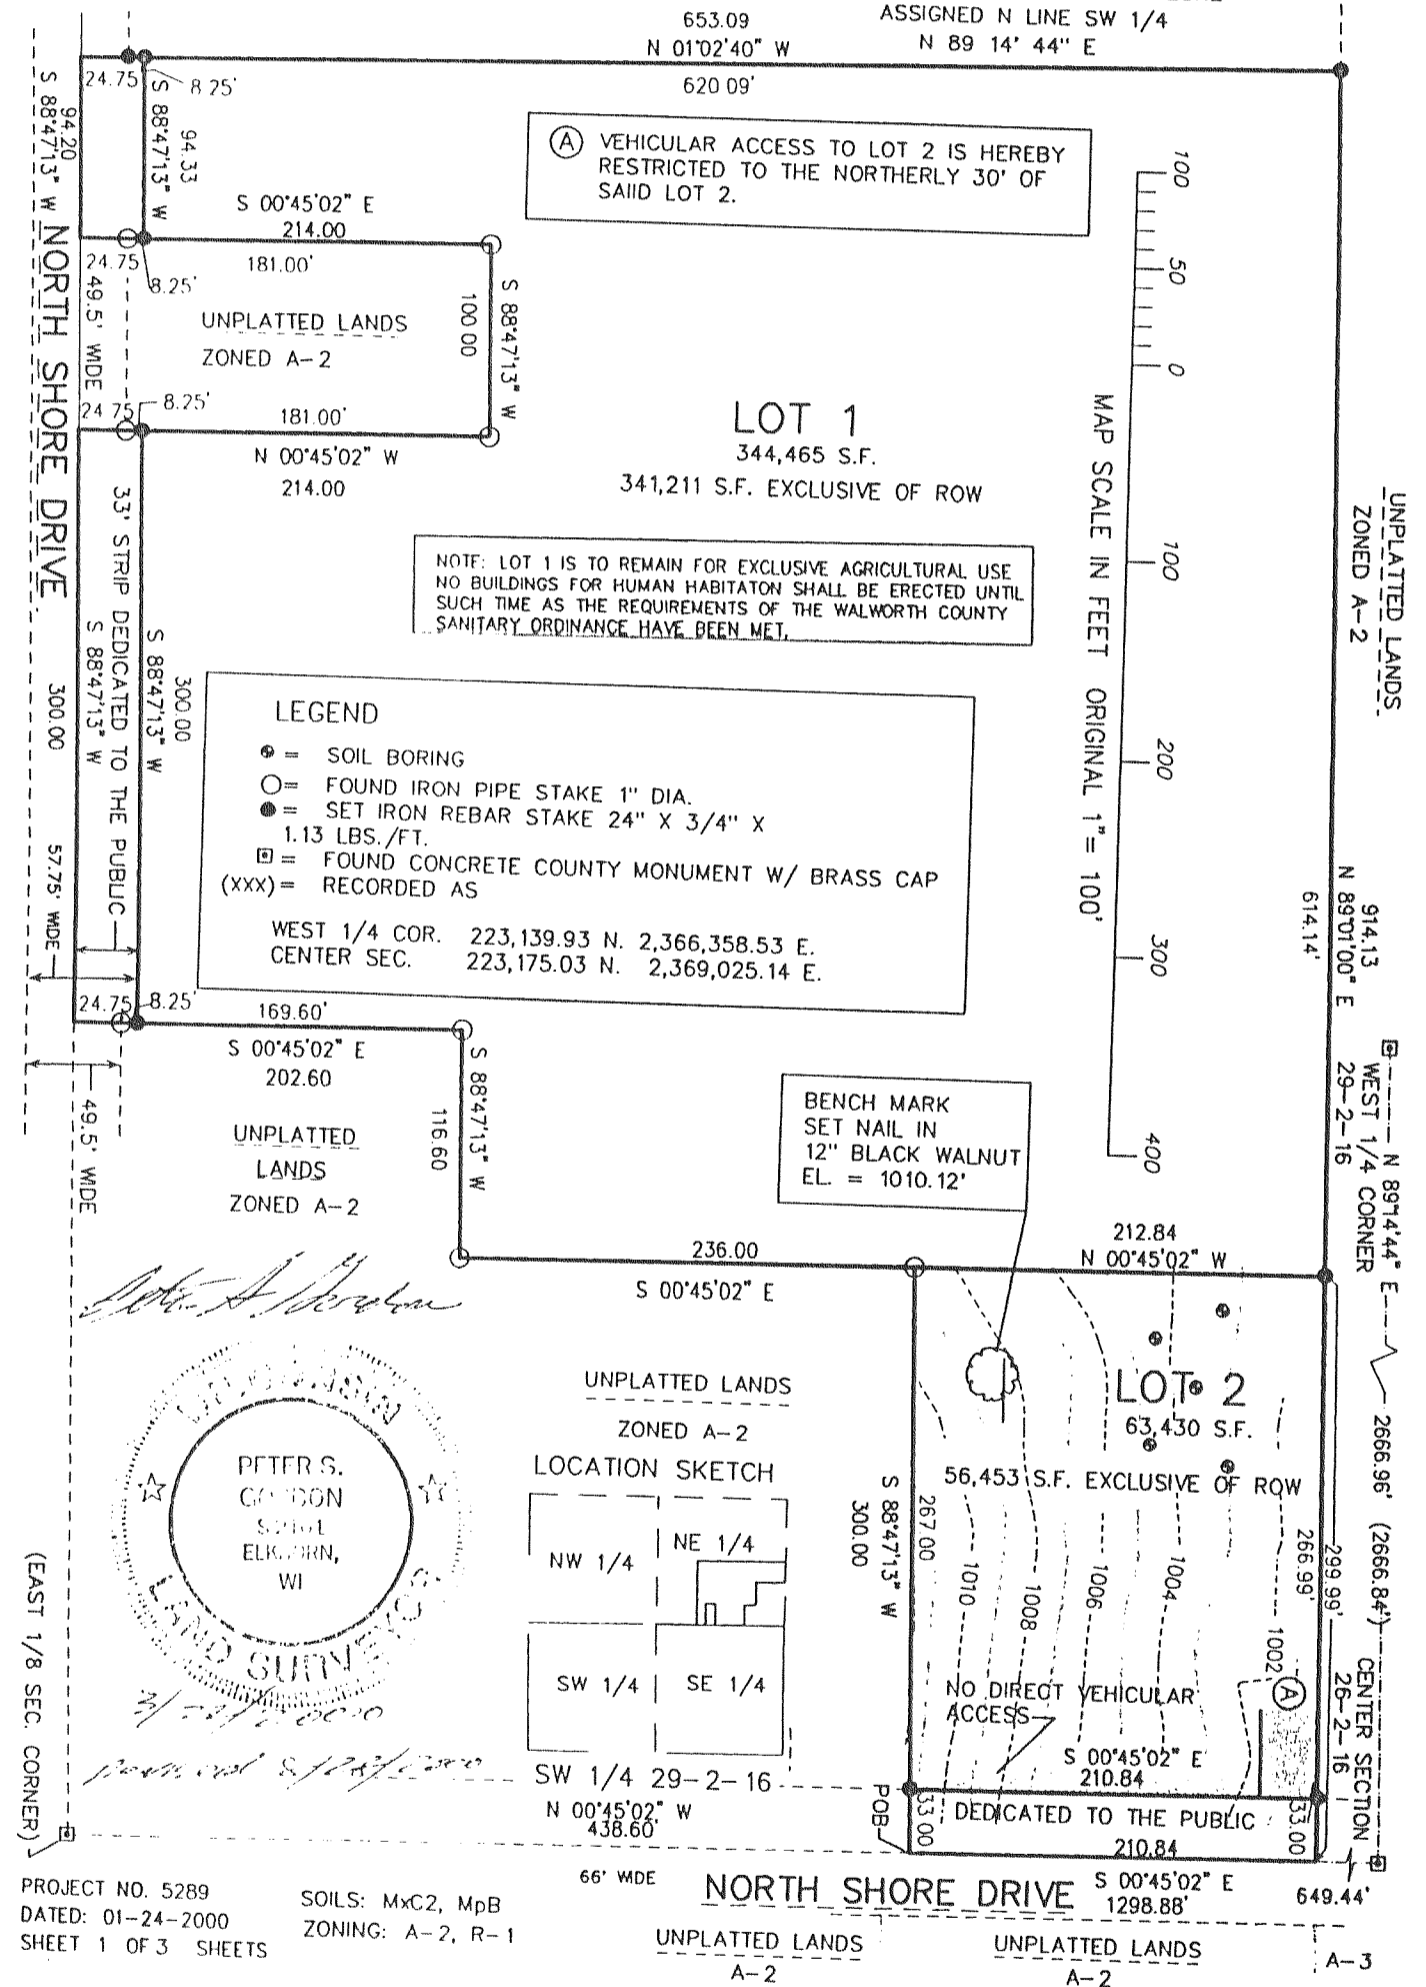 653.09
N 01°02'40" W
ASSIGNED N LINE SW 1/4
N 89 14' 44" E
620 09'
24.75
8 25'
S 88°47'13" W
94.33
94.20
S 88°47'13" W
S 00°45'02" E
214.00
181.00'
24.75
8.25'
49.5' WIDE
UNPLATTED LANDS
ZONED A-2
100.00
S 88°47'13" W
24 75
8.25'
181.00'
N 00°45'02" W
214.00
NORTH SHORE DRIVE
Ⓐ VEHICULAR ACCESS TO LOT 2 IS HEREBY
RESTRICTED TO THE NORTHERLY 30' OF
SAIID LOT 2.
100
50
0
100
200
300
400
MAP SCALE IN FEET ORIGINAL 1"= 100'
LOT 1
344,465 S.F.
341,211 S.F. EXCLUSIVE OF ROW
NOTF: LOT 1 IS TO REMAIN FOR EXCLUSIVE AGRICULTURAL USE
NO BUILDINGS FOR HUMAN HABITATON SHALL BE ERECTED UNTIL
SUCH TIME AS THE REQUIREMENTS OF THE WALWORTH COUNTY
SANITARY ORDINANCE HAVE BEEN MET.
UNPLATTED LANDS
ZONED A-2
33' STRIP DEDICATED TO THE PUBLIC
S 88°47'13" W
300.00
S 88°47'13" W
300.00
57.75' WIDE
LEGEND
= SOIL BORING
= FOUND IRON PIPE STAKE 1" DIA.
= SET IRON REBAR STAKE 24" X 3/4" X
1.13 LBS./FT.
= FOUND CONCRETE COUNTY MONUMENT W/ BRASS CAP
(XXX)= RECORDED AS
WEST 1/4 COR. 223,139.93 N. 2,366,358.53 E.
CENTER SEC. 223,175.03 N. 2,369,025.14 E.
914.13
N 89°01'00" E
614.14'
24.75
8.25'
169.60'
S 00°45'02" E
202.60
49.5' WIDE
UNPLATTED
LANDS
ZONED A-2
S 88°47'13" W
116.60
BENCH MARK
SET NAIL IN
12" BLACK WALNUT
EL. = 1010.12'
WEST 1/4 CORNER
29-2-16
N 89°14'44" E
2666.96' (2666.84')
236.00
S 00°45'02" E
212.84
N 00°45'02" W
LOT 2
63,430 S.F.
56,453 S.F. EXCLUSIVE OF ROW
UNPLATTED LANDS
ZONED A-2
LOCATION SKETCH
NW 1/4
NE 1/4
SW 1/4
SE 1/4
SW 1/4 29-2-16
S 88°47'13" W
300.00
267.00
1010
1008
1006
1004
1002
266.99'
299.99'
CENTER SECTION
26-2-16
Ⓐ
NO DIRECT VEHICULAR
ACCESS
S 00°45'02" E
210.84
33.00
DEDICATED TO THE PUBLIC
33.00
210.84
POB
PETER S.
GORDON
ELKHORN,
WI
LAND SURVEYOR
(EAST 1/8 SEC. CORNER)
N 00°45'02" W
438.60'
66' WIDE
NORTH SHORE DRIVE
S 00°45'02" E
1298.88'
649.44'
PROJECT NO. 5289
DATED: 01-24-2000
SHEET 1 OF 3 SHEETS
SOILS: MxC2, MpB
ZONING: A-2, R-1
UNPLATTED LANDS
A-2
UNPLATTED LANDS
A-2
A-3